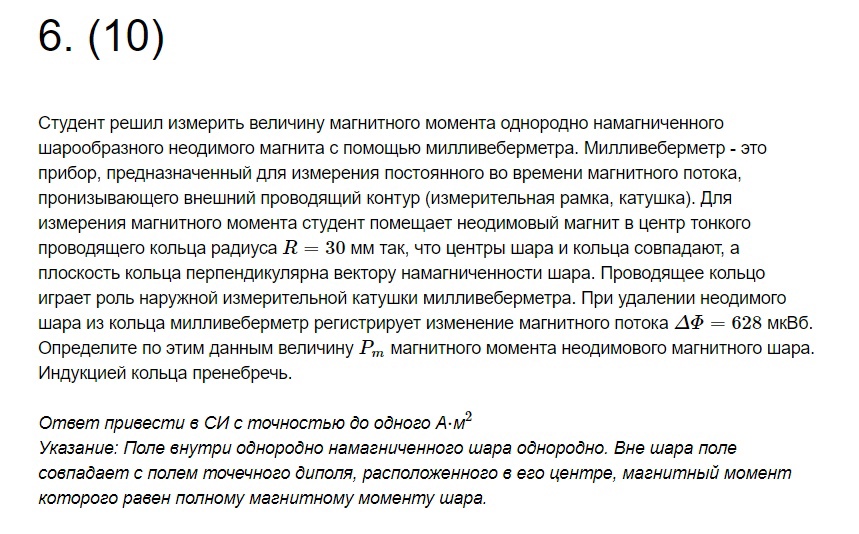 6. (10)
Студент решил измерить величину магнитного момента однородно намагниченного
шарообразного неодимого магнита с помощью милливеберметра. Милливеберметр - это
прибор, предназначенный для измерения постоянного во времени магнитного потока,
пронизывающего внешний проводящий контур (измерительная рамка, катушка). Для
измерения магнитного момента студент помещает неодимовый магнит в центр тонкого
проводящего кольца радиуса R = 30 мм так, что центры шара и кольца совпадают, а
плоскость кольца перпендикулярна вектору намагниченности шара. Проводящее кольцо
играет роль наружной измерительной катушки милливеберметра. При удалении неодимого
шара из кольца милливеберметр регистрирует изменение магнитного потока ΔΦ = 628 мкВб.
Определите по этим данным величину Pₘ магнитного момента неодимового магнитного шара.
Индукцией кольца пренебречь.
Ответ привести в СИ с точностью до одного А·м²
Указание: Поле внутри однородно намагниченного шара однородно. Вне шара поле
совпадает с полем точечного диполя, расположенного в его центре, магнитный момент
которого равен полному магнитному моменту шара.